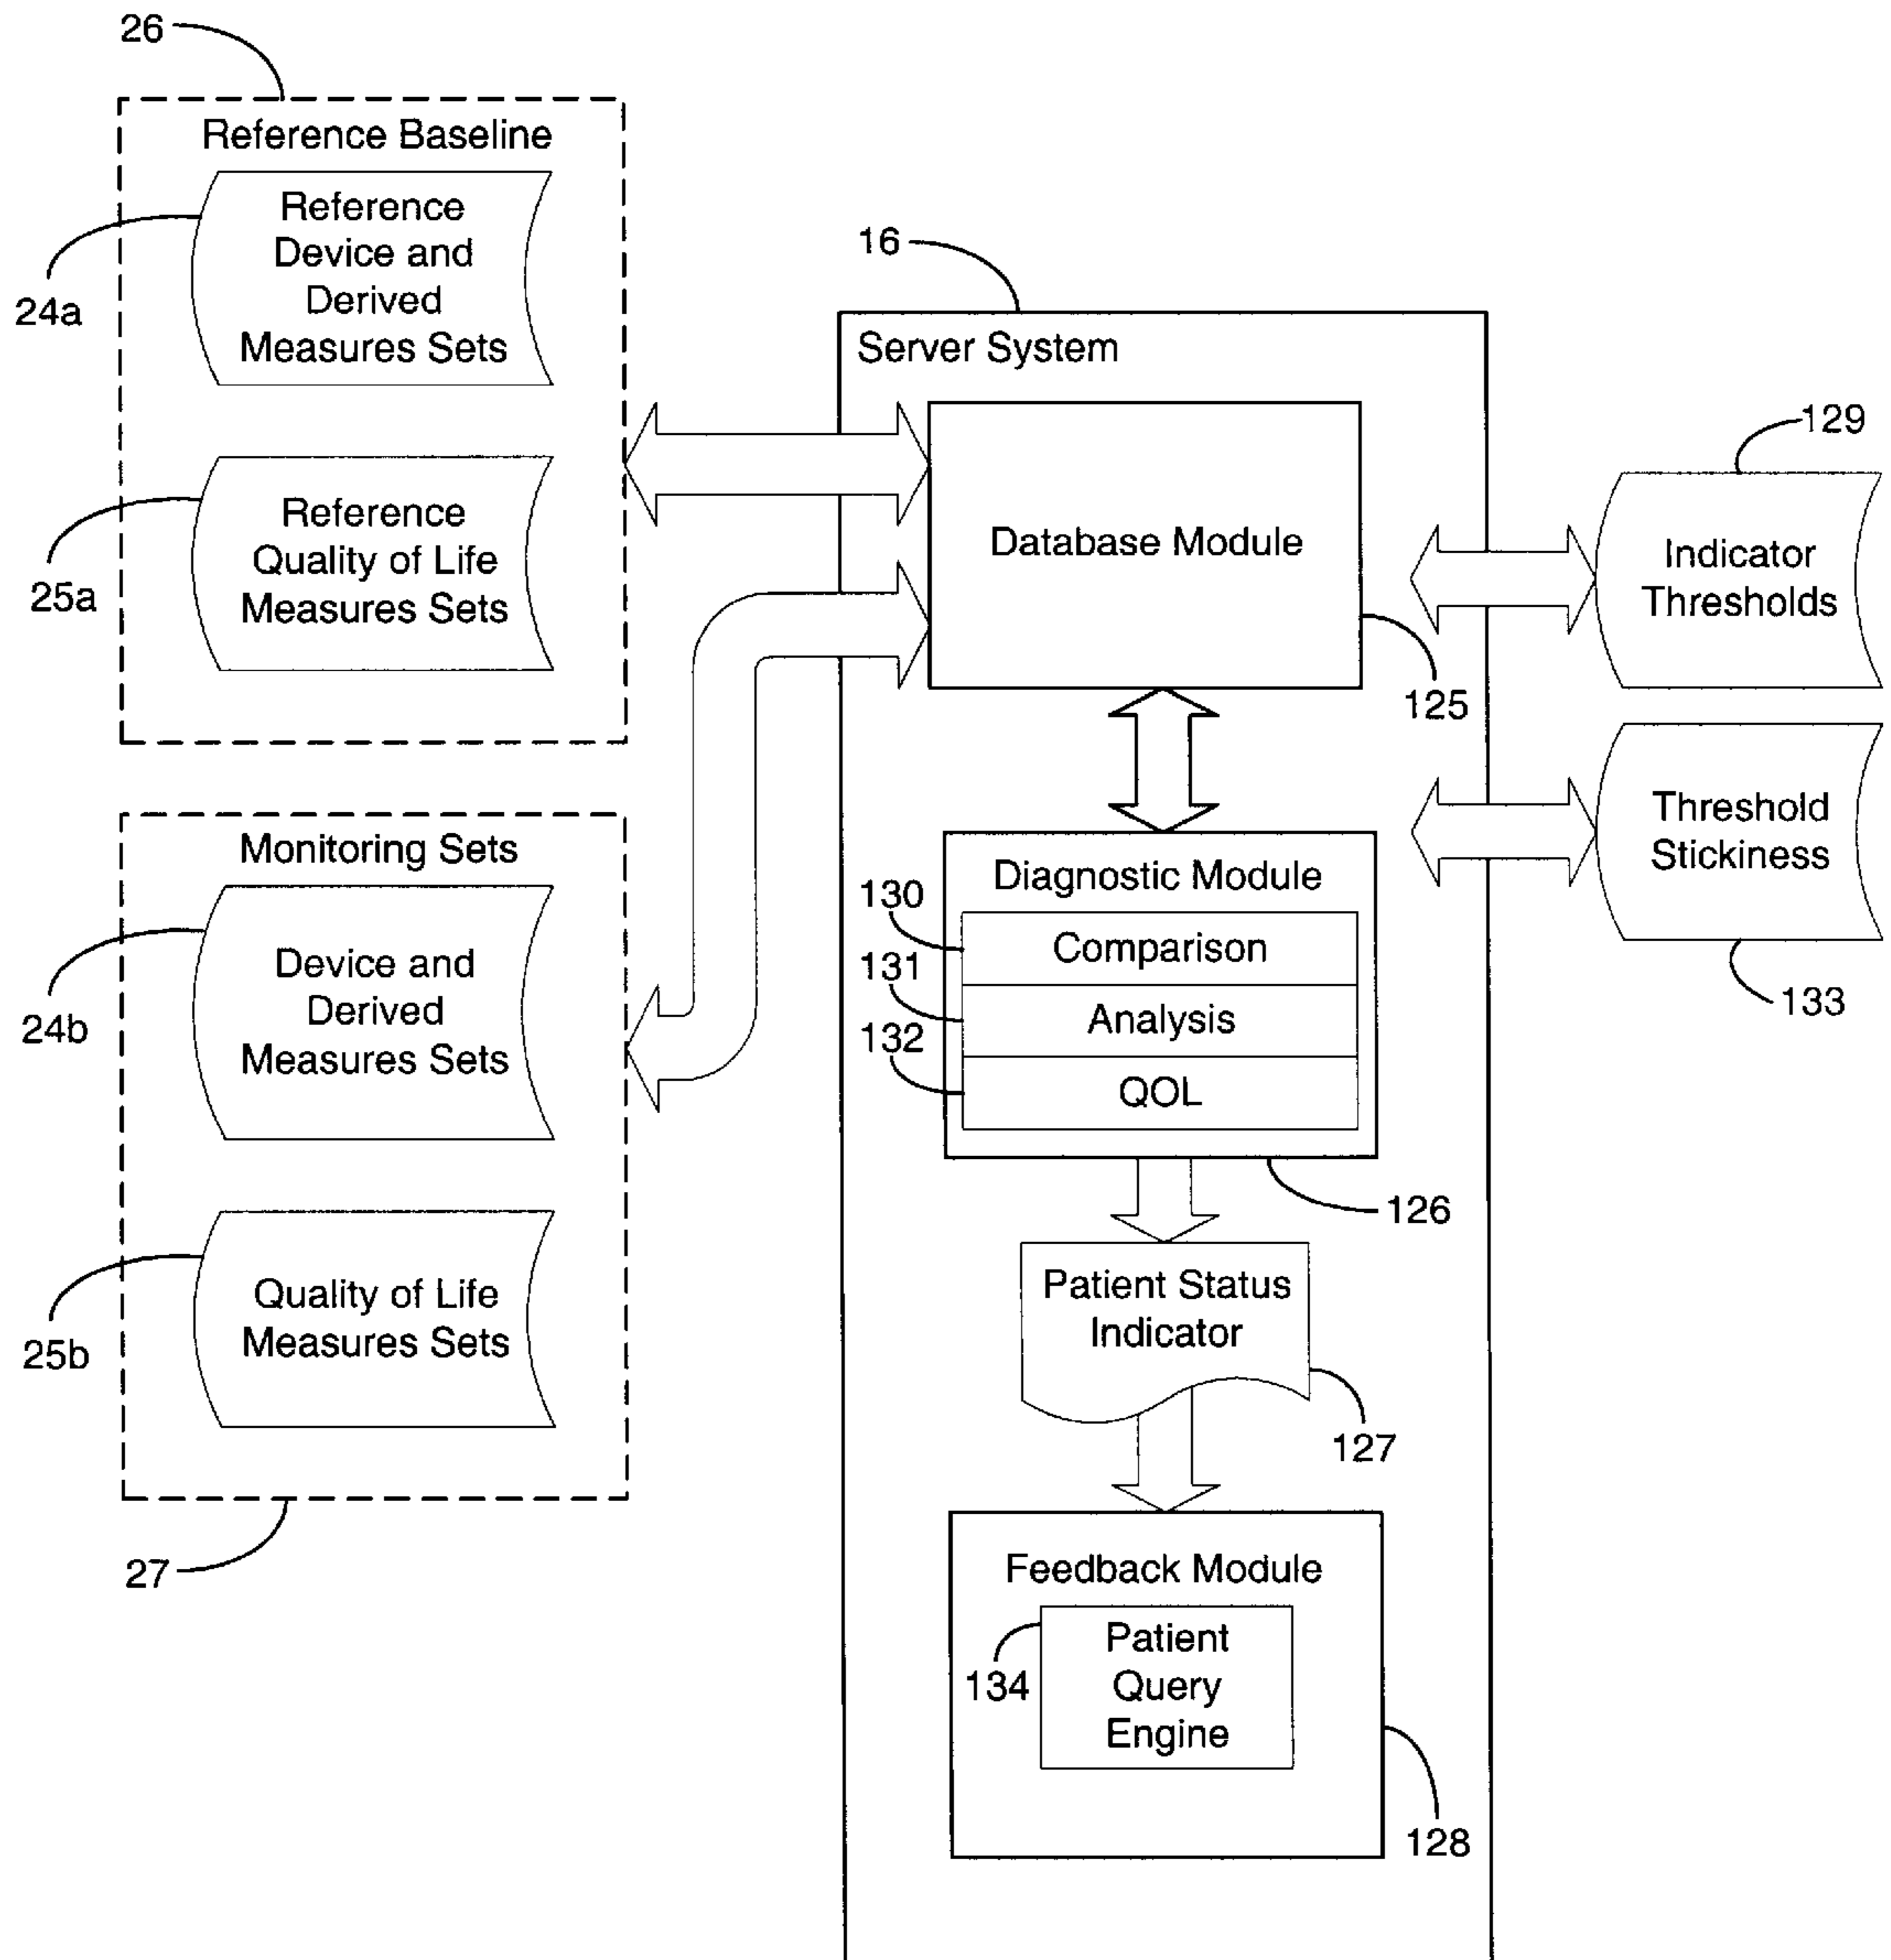 26
Reference Baseline
Reference
Device and
Derived
Measures Sets
24a
Reference
Quality of Life
Measures Sets
25a
Monitoring Sets
Device and
Derived
Measures Sets
24b
Quality of Life
Measures Sets
25b
27
16
Server System
Database Module
125
Diagnostic Module
130
Comparison
131
Analysis
132
QOL
126
Patient Status
Indicator
127
Feedback Module
Patient
Query
Engine
134
128
129
Indicator
Thresholds
Threshold
Stickiness
133